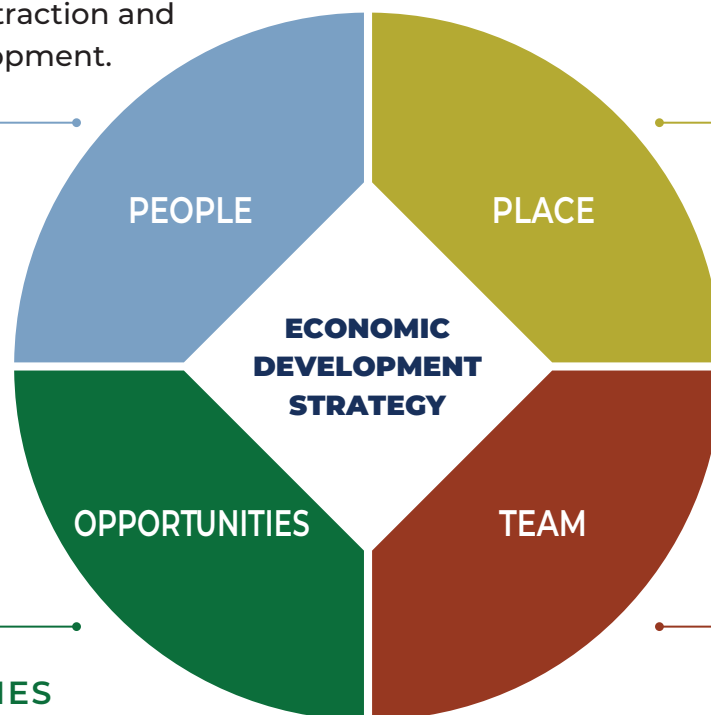 traction and
opment.
PEOPLE
PLACE
ECONOMIC
DEVELOPMENT
STRATEGY
OPPORTUNITIES
TEAM
IES